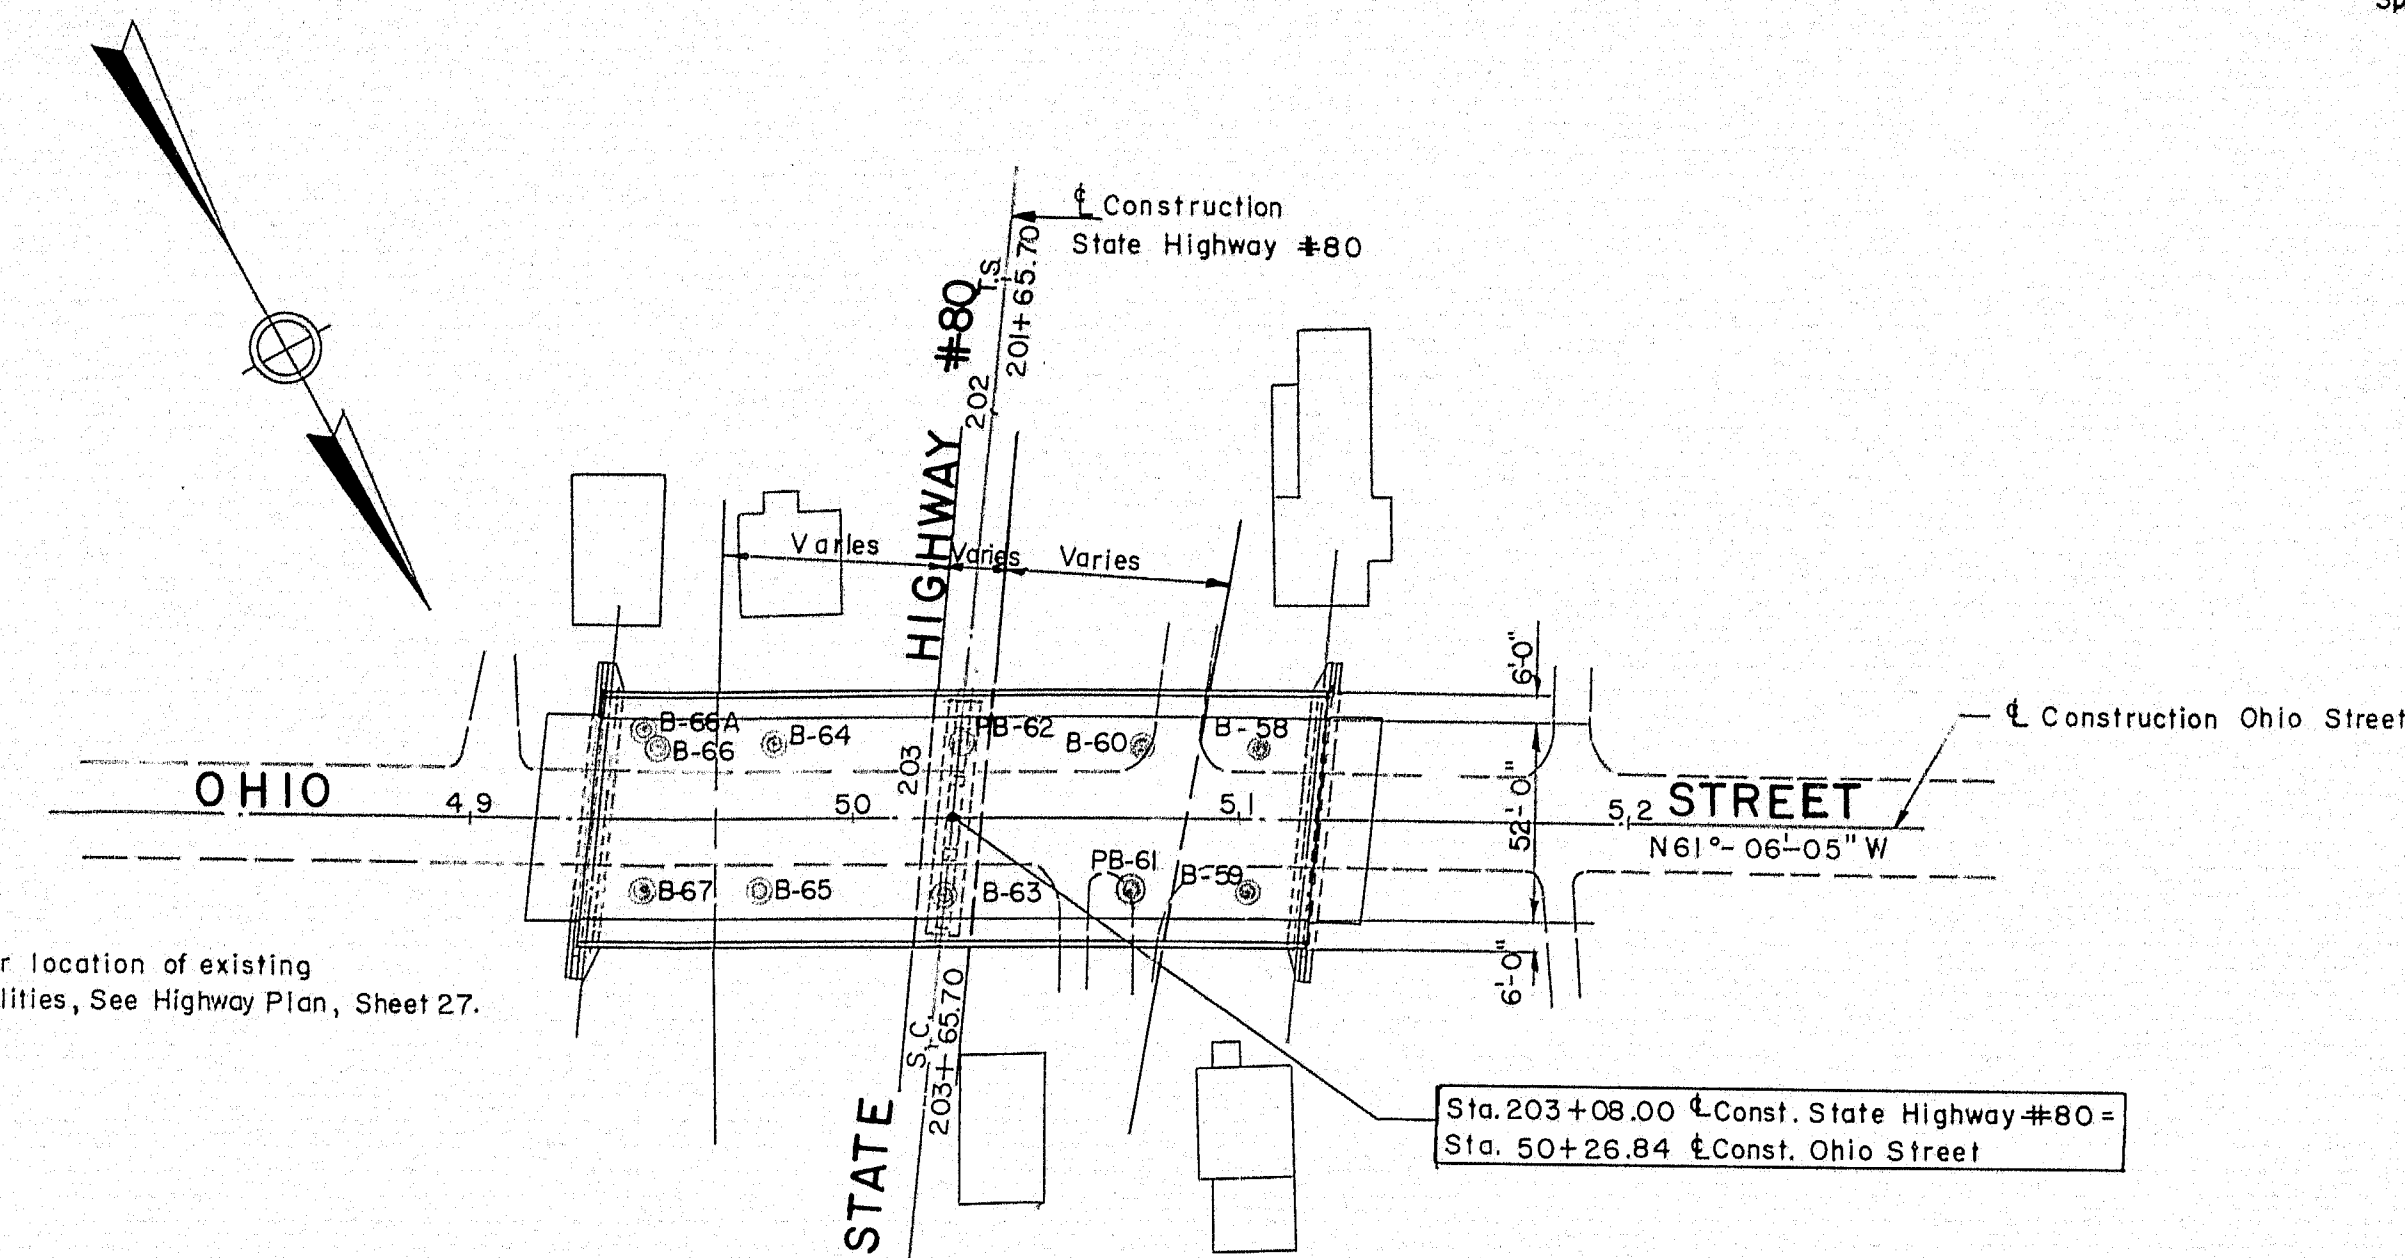 Sp
℄ Construction
State Highway #80
T.S.
201+65.70
202
STATE HIGHWAY #80
Varies
Varies
Varies
6'-0"
℄ Construction Ohio Street
B-66A
B-66
B-64
PB-62
B-60
B-58
203
OHIO STREET
49
50
51
52
52'-0"
N61°-06'-05" W
B-67
B-65
B-63
PB-61
B-59
6'-0"
r location of existing
lities, See Highway Plan, Sheet 27.
S.C.
203+65.70
Sta. 203+08.00 ℄ Const. State Highway #80 =
Sta. 50+26.84 ℄ Const. Ohio Street